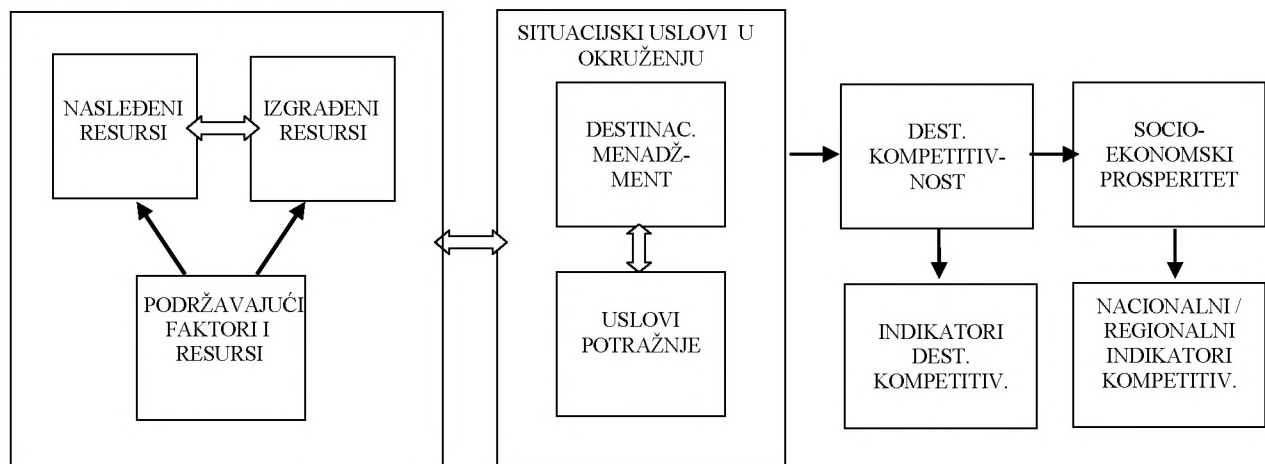 NASLEĐENI
RESURSI
IZGRAĐENI
RESURSI
PODRŽAVAJUĆI
FAKTORI I
RESURSI
SITUACIJSKI USLOVI U
OKRUŽENJU
DESTINAC.
MENADŽ-
MENT
USLOVI
POTRAŽNJE
DEST.
KOMPETITIV-
NOST
INDIKATORI
DEST.
KOMPETITIV.
SOCIO-
EKONOMSKI
PROSPERITET
NACIONALNI /
REGIONALNI
INDIKATORI
KOMPETITIV.